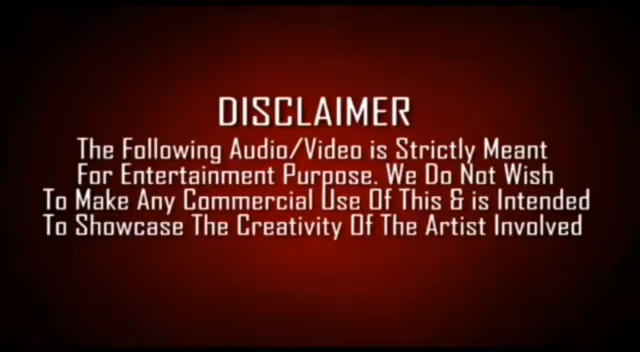 DISCLAIMER
The Following Audio/Video is Strictly Meant
For Entertainment Purpose. We Do Not Wish
To Make Any Commercial Use Of This & is Intended
To Showcase The Creativity Of The Artist Involved